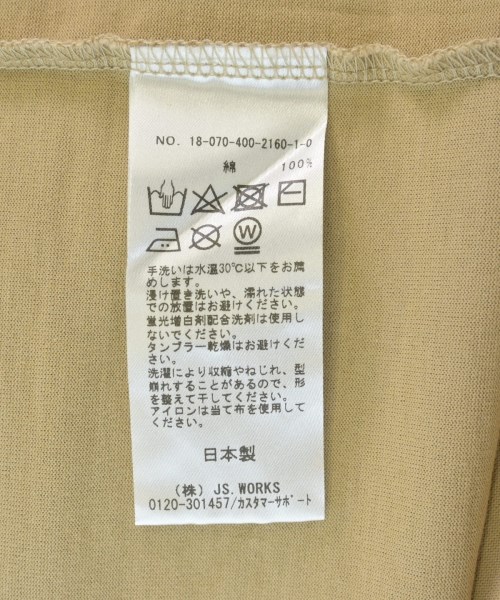 NO. 18-070-400-2160-1-0
綿 100%
W
手洗いは水温30℃以下をお薦
めします。
浸け置き洗いや、濡れた状態
での放置はお避けください。
蛍光増白剤配合洗剤は使用し
ないでください。
タンブラー乾燥はお避けくだ
さい。
洗濯により収縮やねじれ、型
崩れすることがあるので、形
を整えて干してください。
アイロンは当て布を使用して
ください。
日本製
(株) JS.WORKS
0120-301457/カスタマーサポート